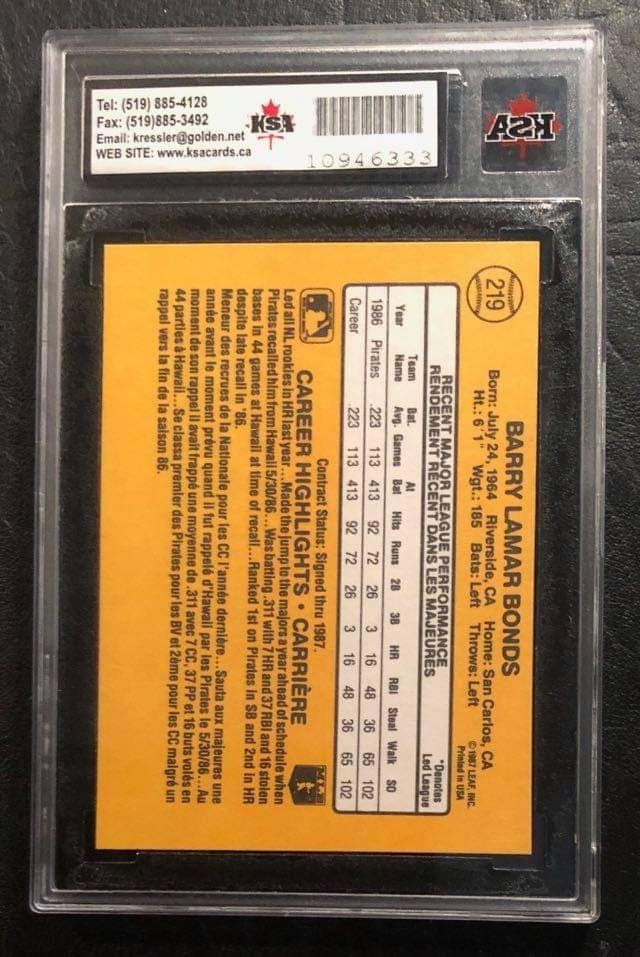 Tel: (519) 885-4128
Fax: (519)885-3492
Email: kressler@golden.net
WEB SITE: www.ksacards.ca
KSA
10946333
KSA
219
BARRY LAMAR BONDS
Born: July 24, 1964 Riverside, CA Home: San Carlos, CA
Ht.: 6'1" Wgt.: 185 Bats: Left Throws: Left
©1987 LEAF, INC.
Printed in USA
RECENT MAJOR LEAGUE PERFORMANCE
RENDEMENT RECENT DANS LES MAJEURES
*Denotes
Led League
Year Team Name Bat. Avg. Games At Bat Hits Runs 2B 3B HR RBI Steal Walk SO
1986 Pirates .223 113 413 92 72 26 3 16 48 36 65 102
Career .223 113 413 92 72 26 3 16 48 36 65 102
Contract Status: Signed thru 1987.
CAREER HIGHLIGHTS • CARRIÈRE
Led all NL rookies in HR last year... Made the jump to the majors a year ahead of schedule when
Pirates recalled him from Hawaii 5/30/86... Was batting .311 with 7 HR and 37 RBI and 16 stolen
bases in 44 games at Hawaii at time of recall... Ranked 1st on Pirates in SB and 2nd in HR
despite late recall in '86.
Meneur des recrues de la Nationale pour les CC l'année dernière... Sauta aux majeures une
année avant le moment prévu quand il fut rappelé d'Hawaii par les Pirates le 5/30/86... Au
moment de son rappel il avait frappé une moyenne de .311 avec 7 CC, 37 PP et 16 buts volés en
44 parties à Hawaii... Se classa premier des Pirates pour les BV et 2ème pour les CC malgré un
rappel vers la fin de la saison 86.